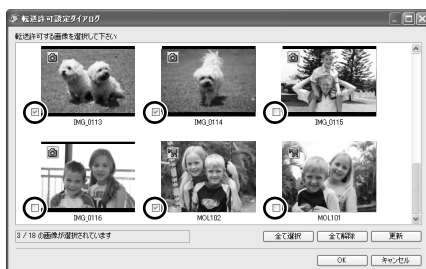 転送許可設定ダイアログ
転送許可する画像を選択して下さい
IMG_0113
IMG_0114
IMG_0115
IMG_0116
MOL102
MOL101
3 / 18 の画像が選択されています
全て選択
全て解除
更新
OK
キャンセル